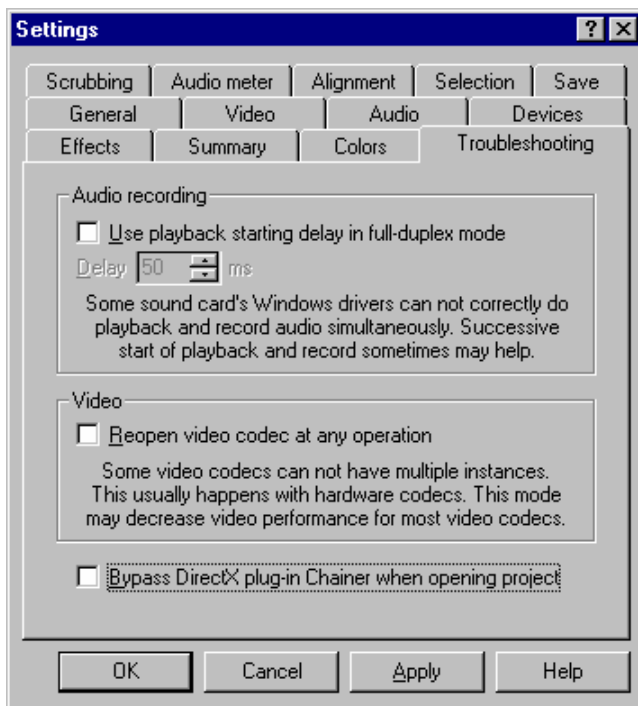 Settings
Scrubbing Audio meter Alignment Selection Save
General Video Audio Devices
Effects Summary Colors Troubleshooting
Audio recording
Use playback starting delay in full-duplex mode
Delay 50 ms
Some sound card's Windows drivers can not correctly do
playback and record audio simultaneously. Successive
start of playback and record sometimes may help.
Video
Reopen video codec at any operation
Some video codecs can not have multiple instances.
This usually happens with hardware codecs. This mode
may decrease video performance for most video codecs.
Bypass DirectX plug-in Chainer when opening project
OK Cancel Apply Help